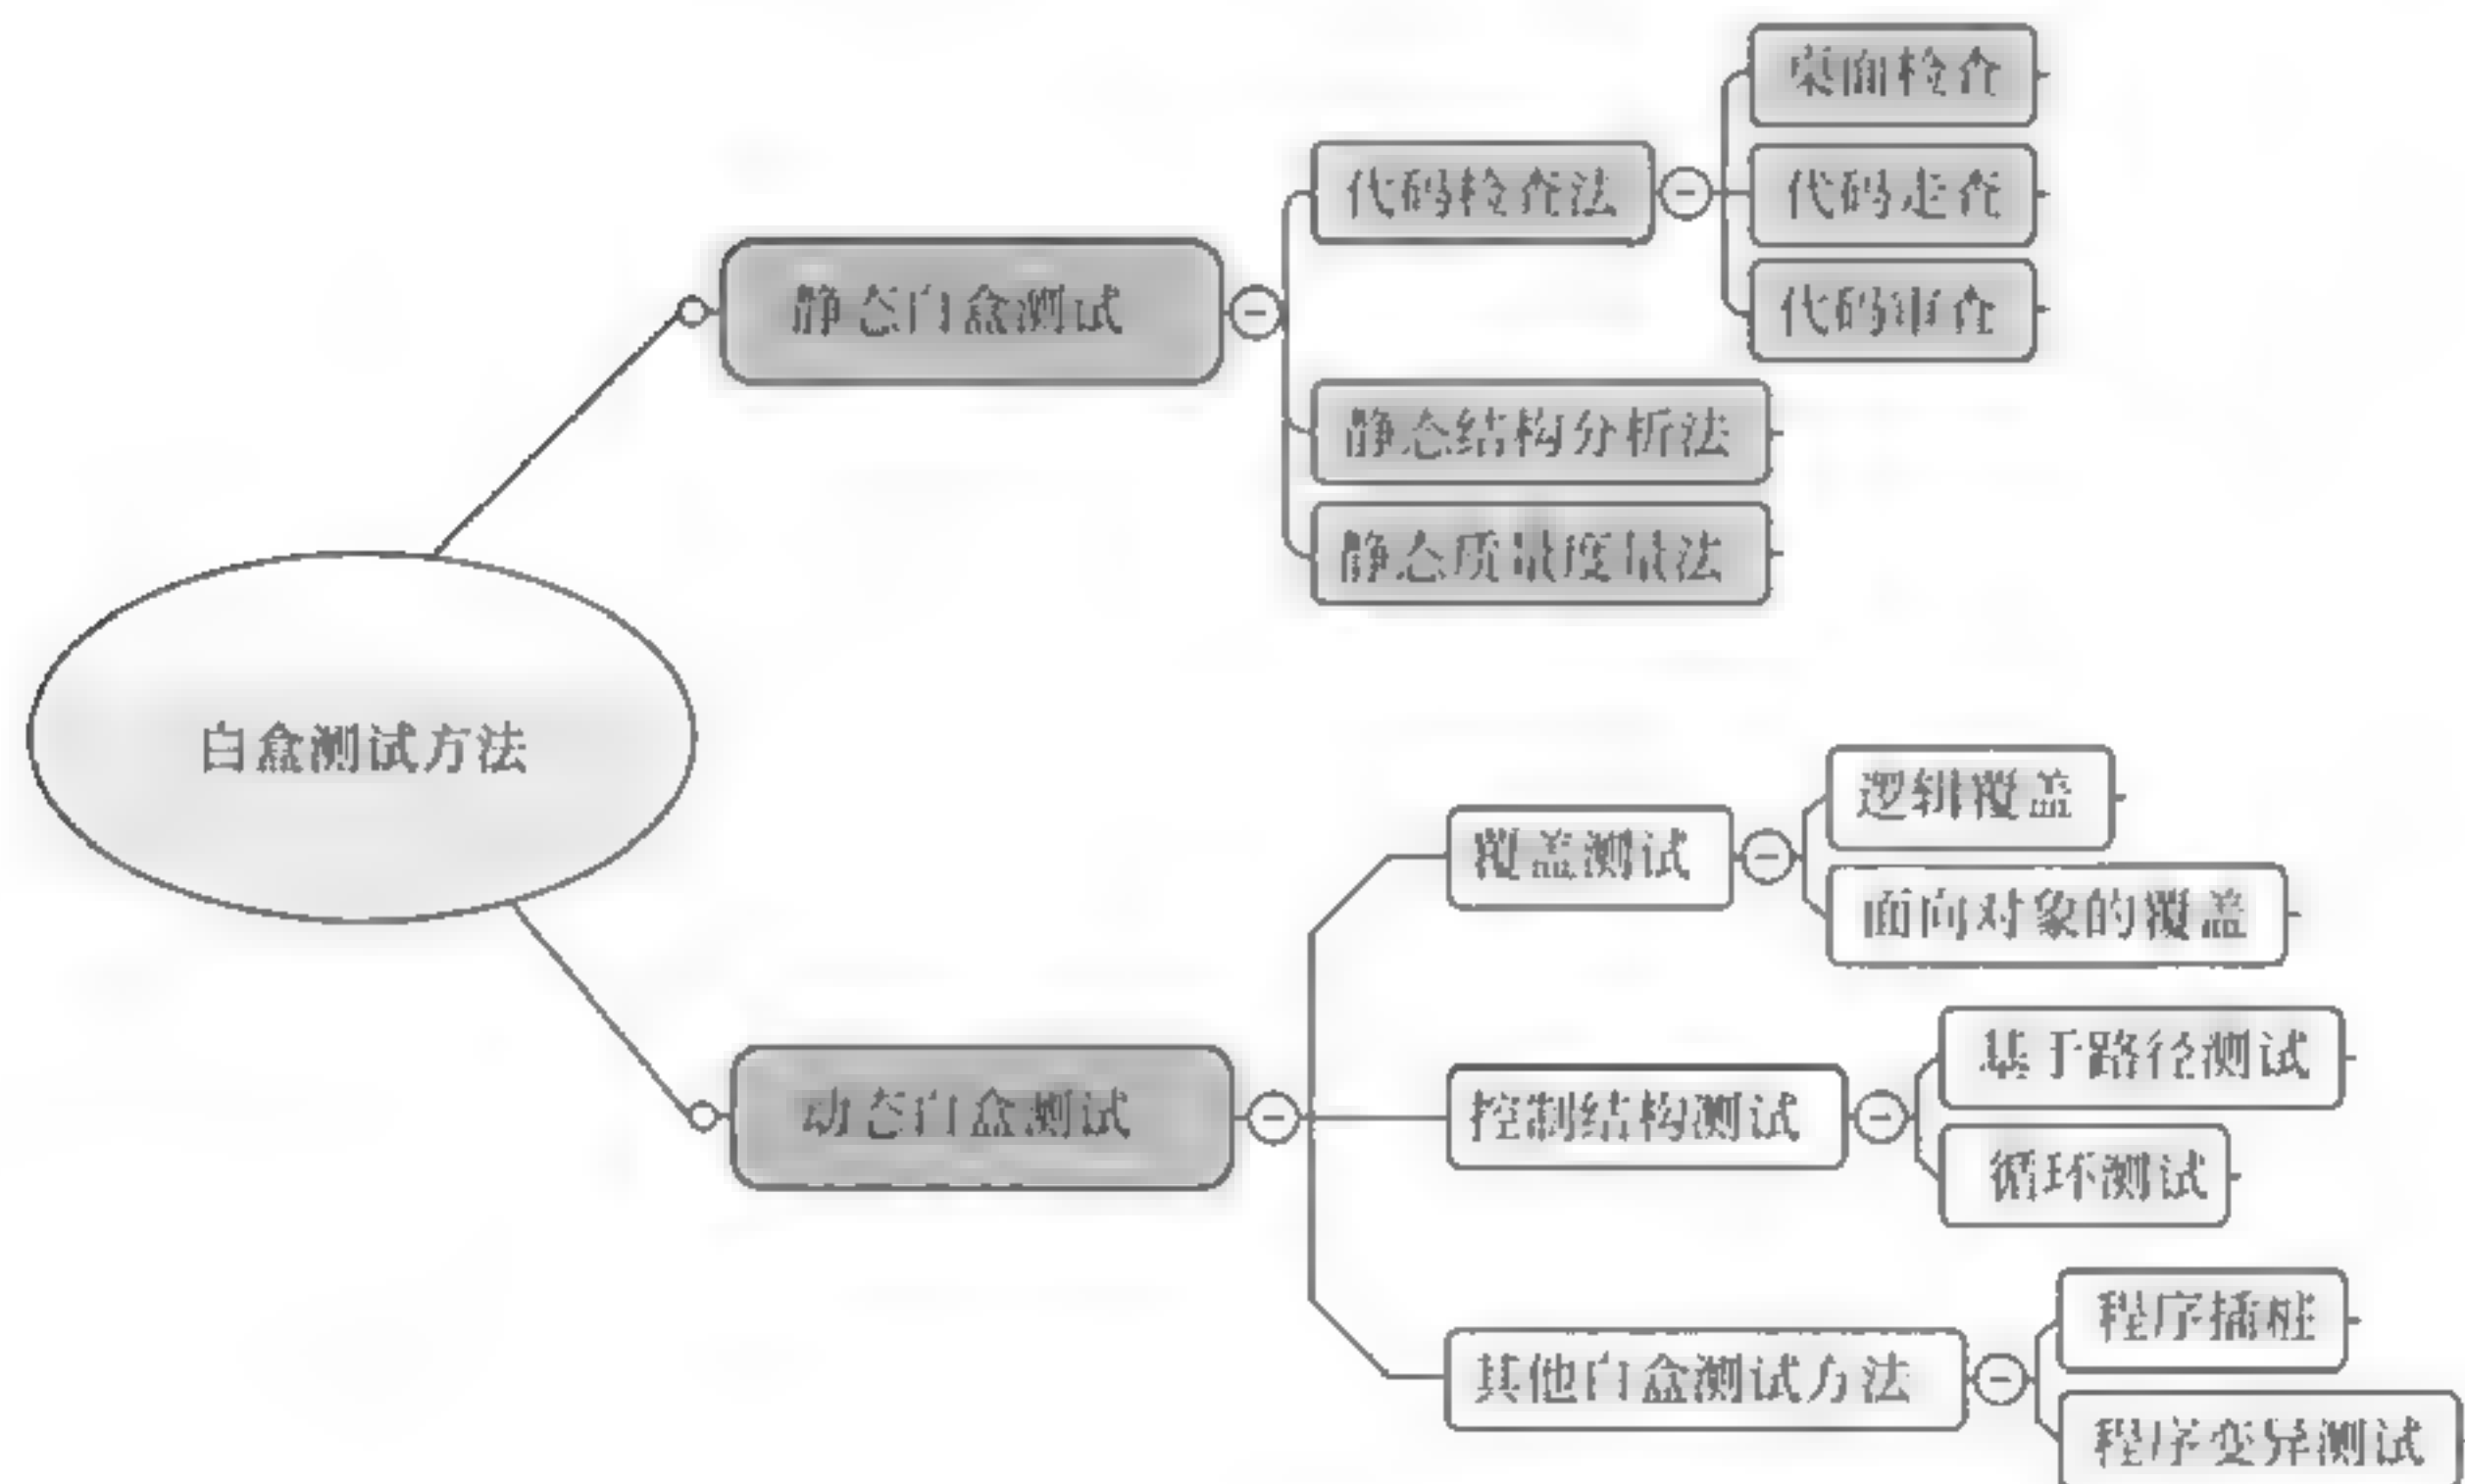 白盒测试方法
静态白盒测试
代码检查法
桌面检查
代码走查
代码审查
静态结构分析法
静态质量度量法
动态白盒测试
覆盖测试
逻辑覆盖
面向对象的覆盖
控制结构测试
基于路径测试
循环测试
其他白盒测试方法
程序插桩
程序变异测试